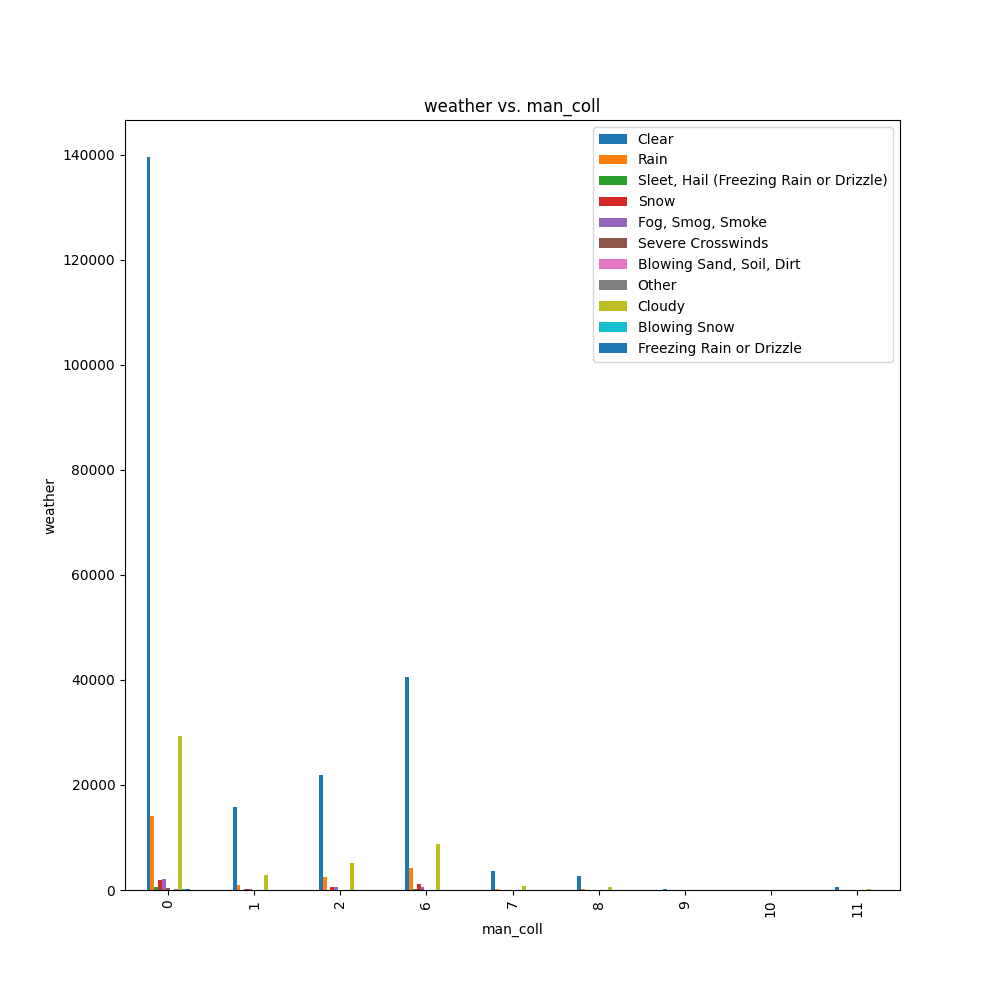 weather vs. man_coll
Clear
Rain
Sleet, Hail (Freezing Rain or Drizzle)
Snow
Fog, Smog, Smoke
Severe Crosswinds
Blowing Sand, Soil, Dirt
Other
Cloudy
Blowing Snow
Freezing Rain or Drizzle
140000
120000
100000
80000
60000
40000
20000
0
weather
0 1 2 6 7 8 9 10 11
man_coll